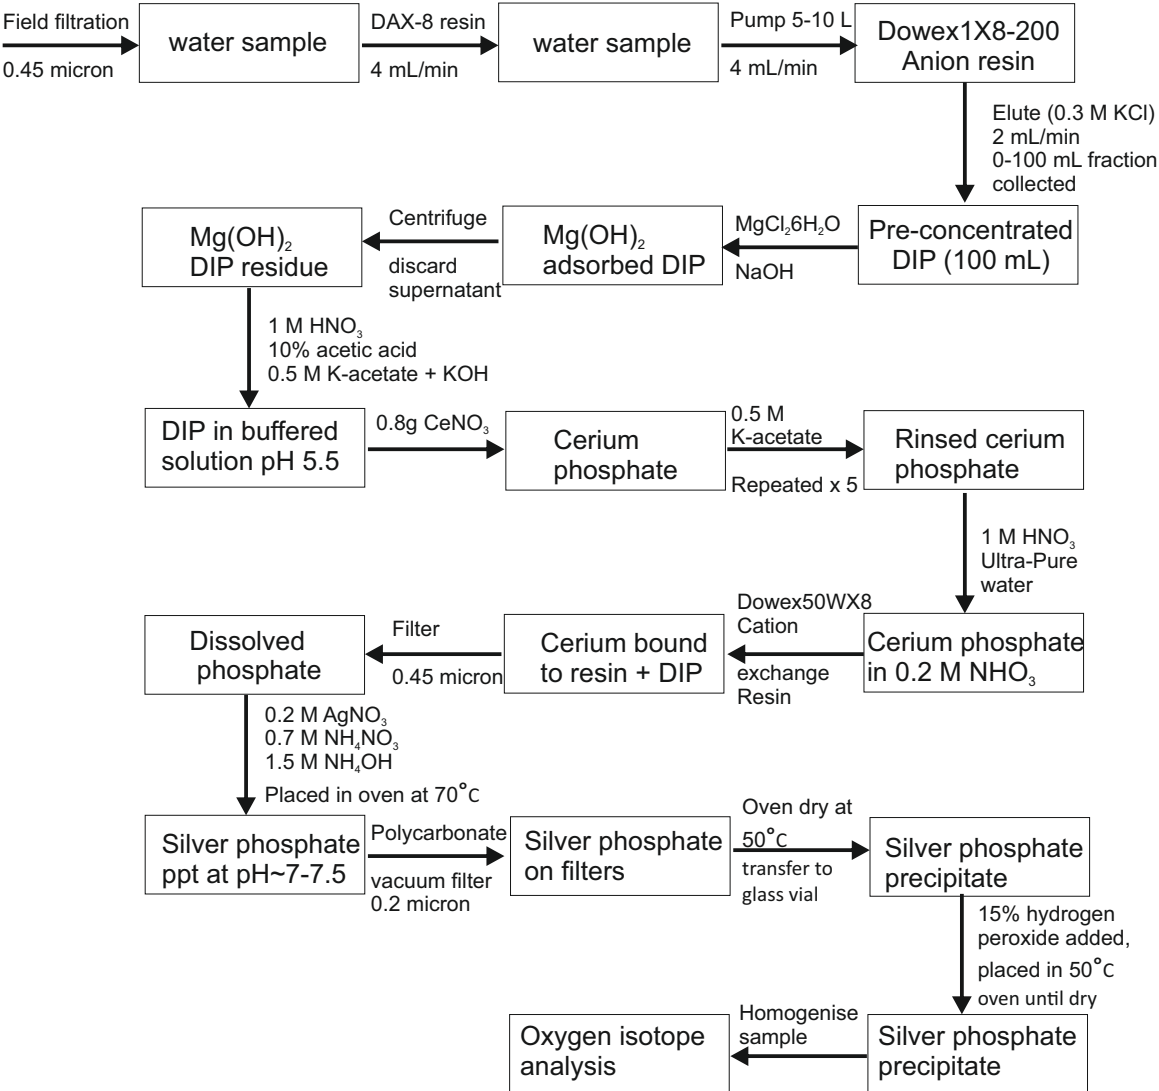 Field filtration
0.45 micron
water sample
DAX-8 resin
4 mL/min
water sample
Pump 5-10 L
4 mL/min
Dowex1X8-200
Anion resin
Elute (0.3 M KCl)
2 mL/min
0-100 mL fraction
collected
Pre-concentrated
DIP (100 mL)
MgCl₂6H₂O
NaOH
Mg(OH)₂
adsorbed DIP
Centrifuge
discard
supernatant
Mg(OH)₂
DIP residue
1 M HNO₃
10% acetic acid
0.5 M K-acetate + KOH
DIP in buffered
solution pH 5.5
0.8g CeNO₃
Cerium
phosphate
0.5 M
K-acetate
Repeated x 5
Rinsed cerium
phosphate
1 M HNO₃
Ultra-Pure
water
Cerium phosphate
in 0.2 M NHO₃
Dowex50WX8
Cation
exchange
Resin
Cerium bound
to resin + DIP
Filter
0.45 micron
Dissolved
phosphate
0.2 M AgNO₃
0.7 M NH₄NO₃
1.5 M NH₄OH
Placed in oven at 70°C
Silver phosphate
ppt at pH~7-7.5
Polycarbonate
vacuum filter
0.2 micron
Silver phosphate
on filters
Oven dry at
50°C
transfer to
glass vial
Silver phosphate
precipitate
15% hydrogen
peroxide added,
placed in 50°C
oven until dry
Silver phosphate
precipitate
Homogenise
sample
Oxygen isotope
analysis